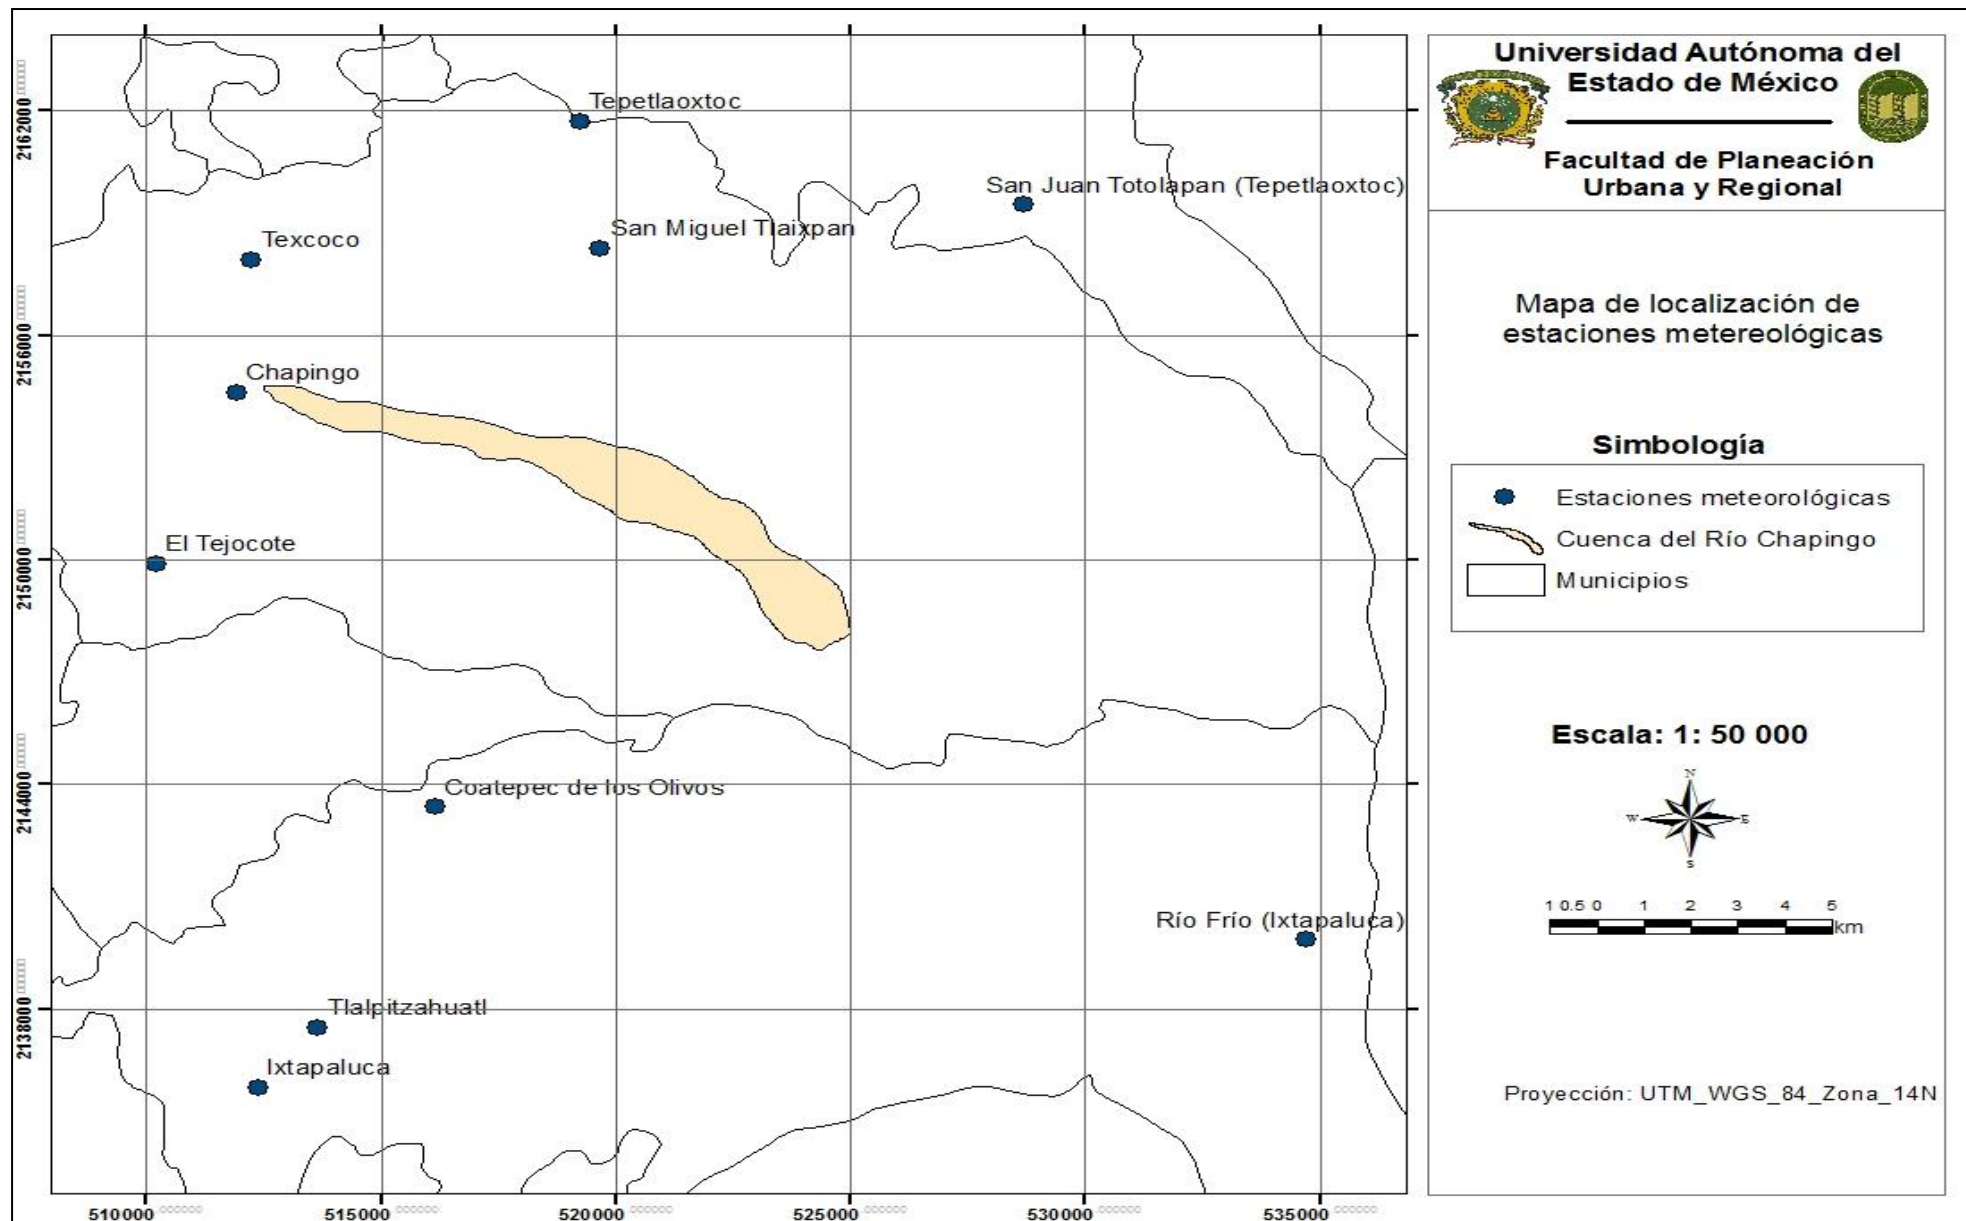 Tepetlaoxtoc
San Juan Totolapan (Tepetlaoxtoc)
San Miguel Tlaixpan
Texcoco
Chapingo
El Tejocote
Coatepec de los Olivos
Río Frío (Ixtapaluca)
Tlalpitzahuatl
Ixtapaluca
2162000
2156000
2150000
2144000
2138000
510000
515000
520000
525000
530000
535000
Universidad Autónoma del
Estado de México
Facultad de Planeación
Urbana y Regional
Mapa de localización de
estaciones metereológicas
Simbología
Estaciones meteorológicas
Cuenca del Río Chapingo
Municipios
Escala: 1: 50 000
N
W E
S
1 0.5 0 1 2 3 4 5
km
Proyección: UTM_WGS_84_Zona_14N